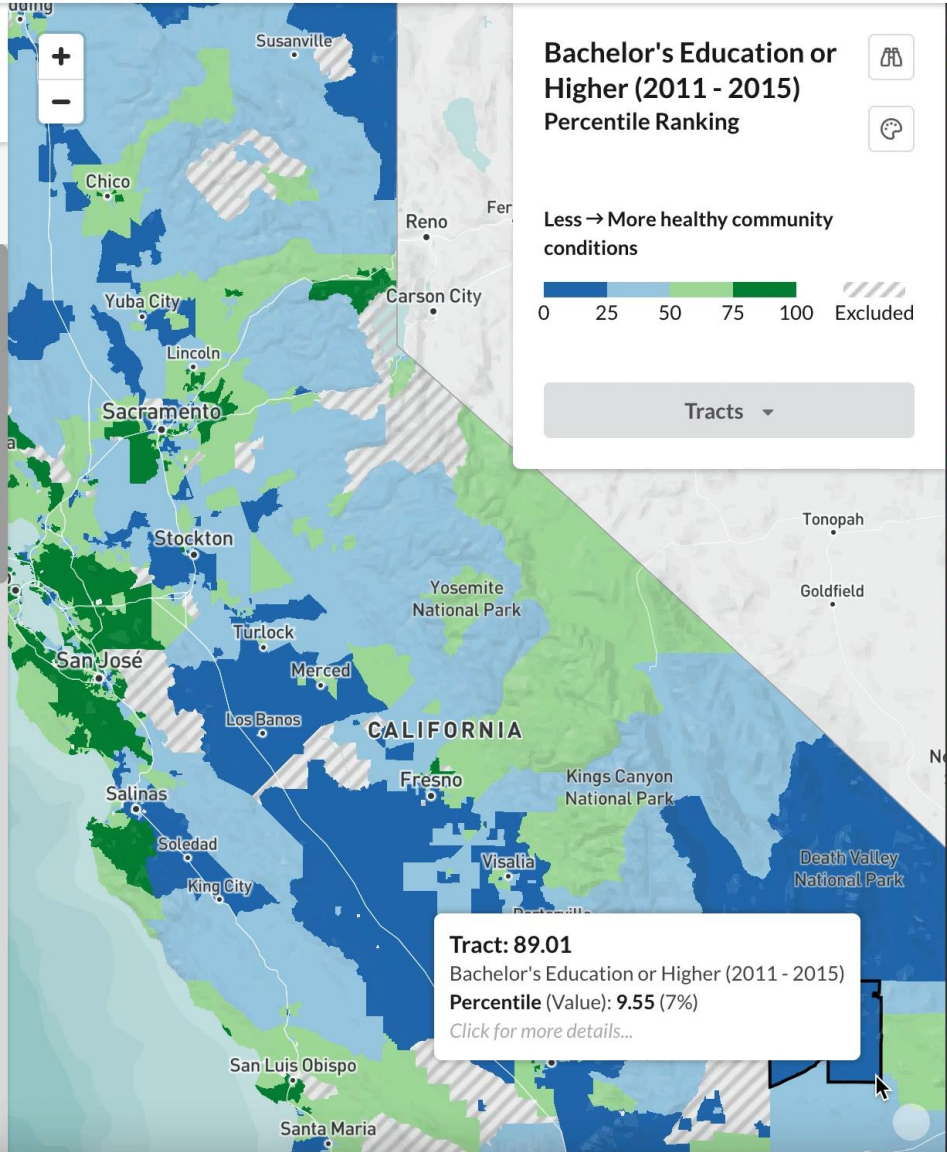 Susanville
+
−
Bachelor's Education or
Higher (2011 - 2015)
Percentile Ranking
Chico
Reno
Less → More healthy community
conditions
Yuba City
Carson City
0 25 50 75 100 Excluded
Lincoln
Sacramento
Tracts
Stockton
Tonopah
Yosemite
National Park
Goldfield
Turlock
San José
Merced
Los Banos
CALIFORNIA
Fresno
Kings Canyon
National Park
Salinas
Soledad
Visalia
Death Valley
National Park
King City
Tract: 89.01
Bachelor's Education or Higher (2011 - 2015)
Percentile (Value): 9.55 (7%)
Click for more details...
San Luis Obispo
Santa Maria